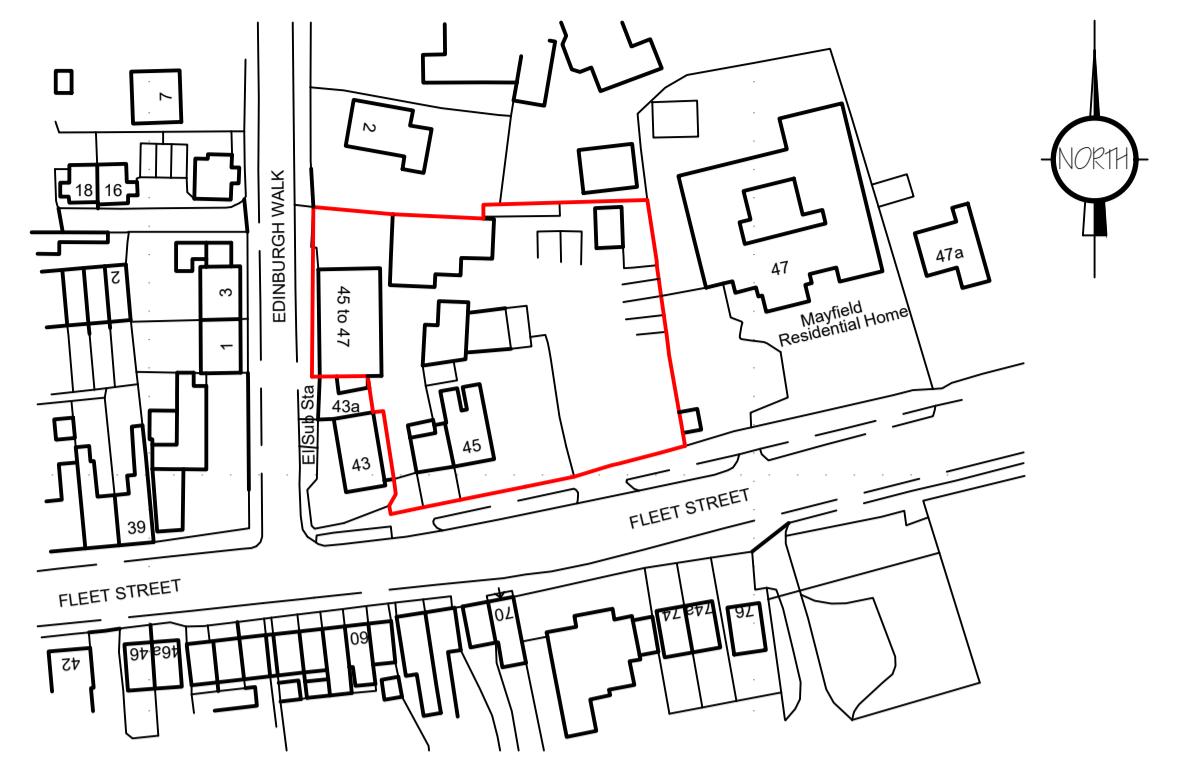 7
2
NORTH
18
16
EDINBURGH WALK
47a
47
2
3
45 to 47
Mayfield
Residential Home
1
43a
El Sub Sta
45
43
39
FLEET STREET
FLEET STREET
70
74
74a
76
60
46
46a
42